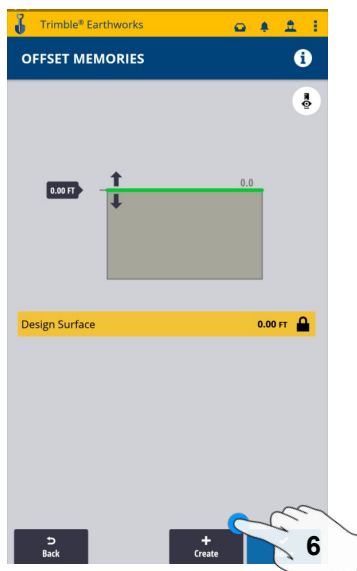 Trimble® Earthworks
OFFSET MEMORIES
i
0.0
0.00 FT
Design Surface 0.00 FT
Back
+
Create
6